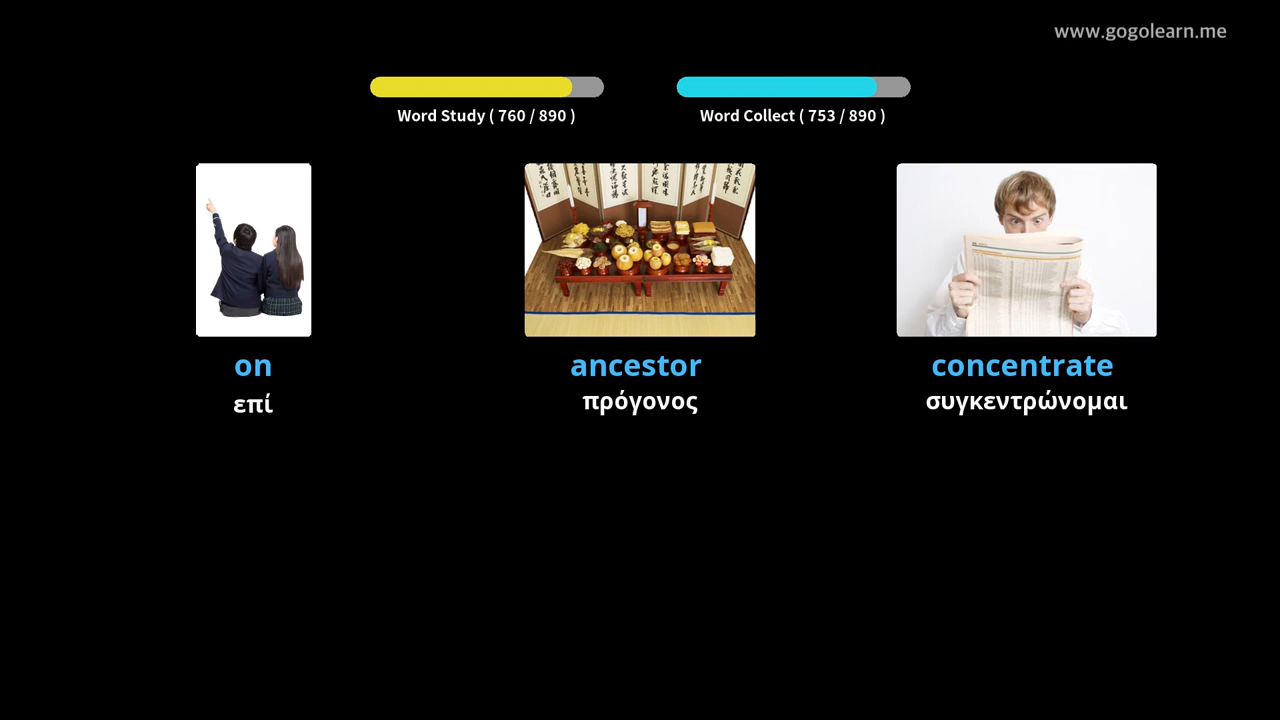 www.gogolearn.me
Word Study ( 760 / 890 )
Word Collect ( 753 / 890 )
on
επί
ancestor
πρόγονος
concentrate
συγκεντρώνομαι